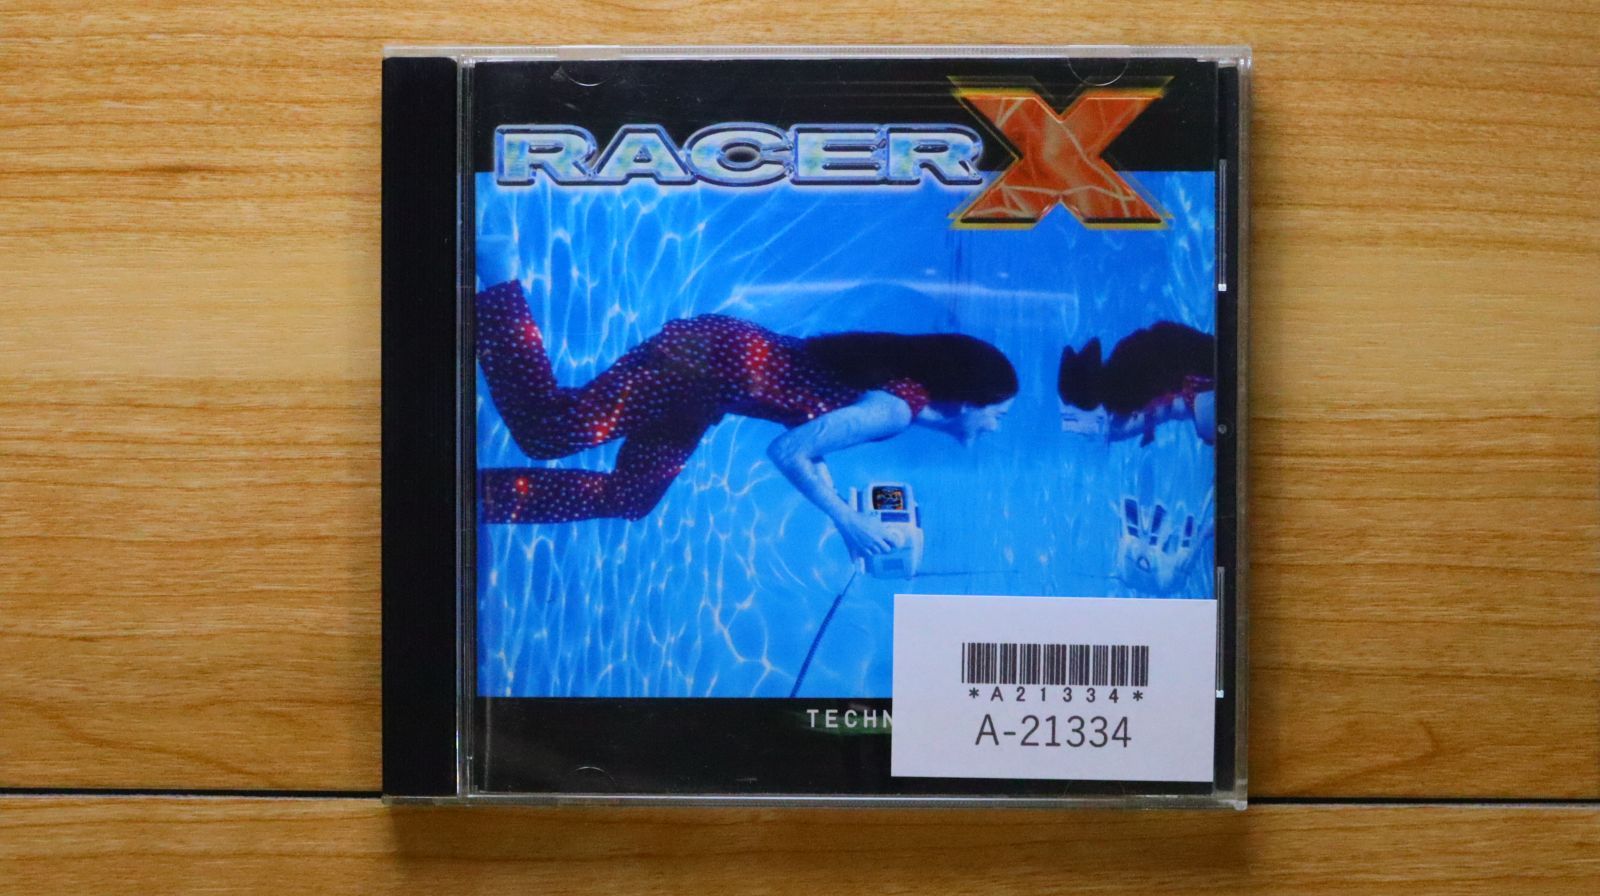 RACER X
TECHN
*A21334*
A-21334